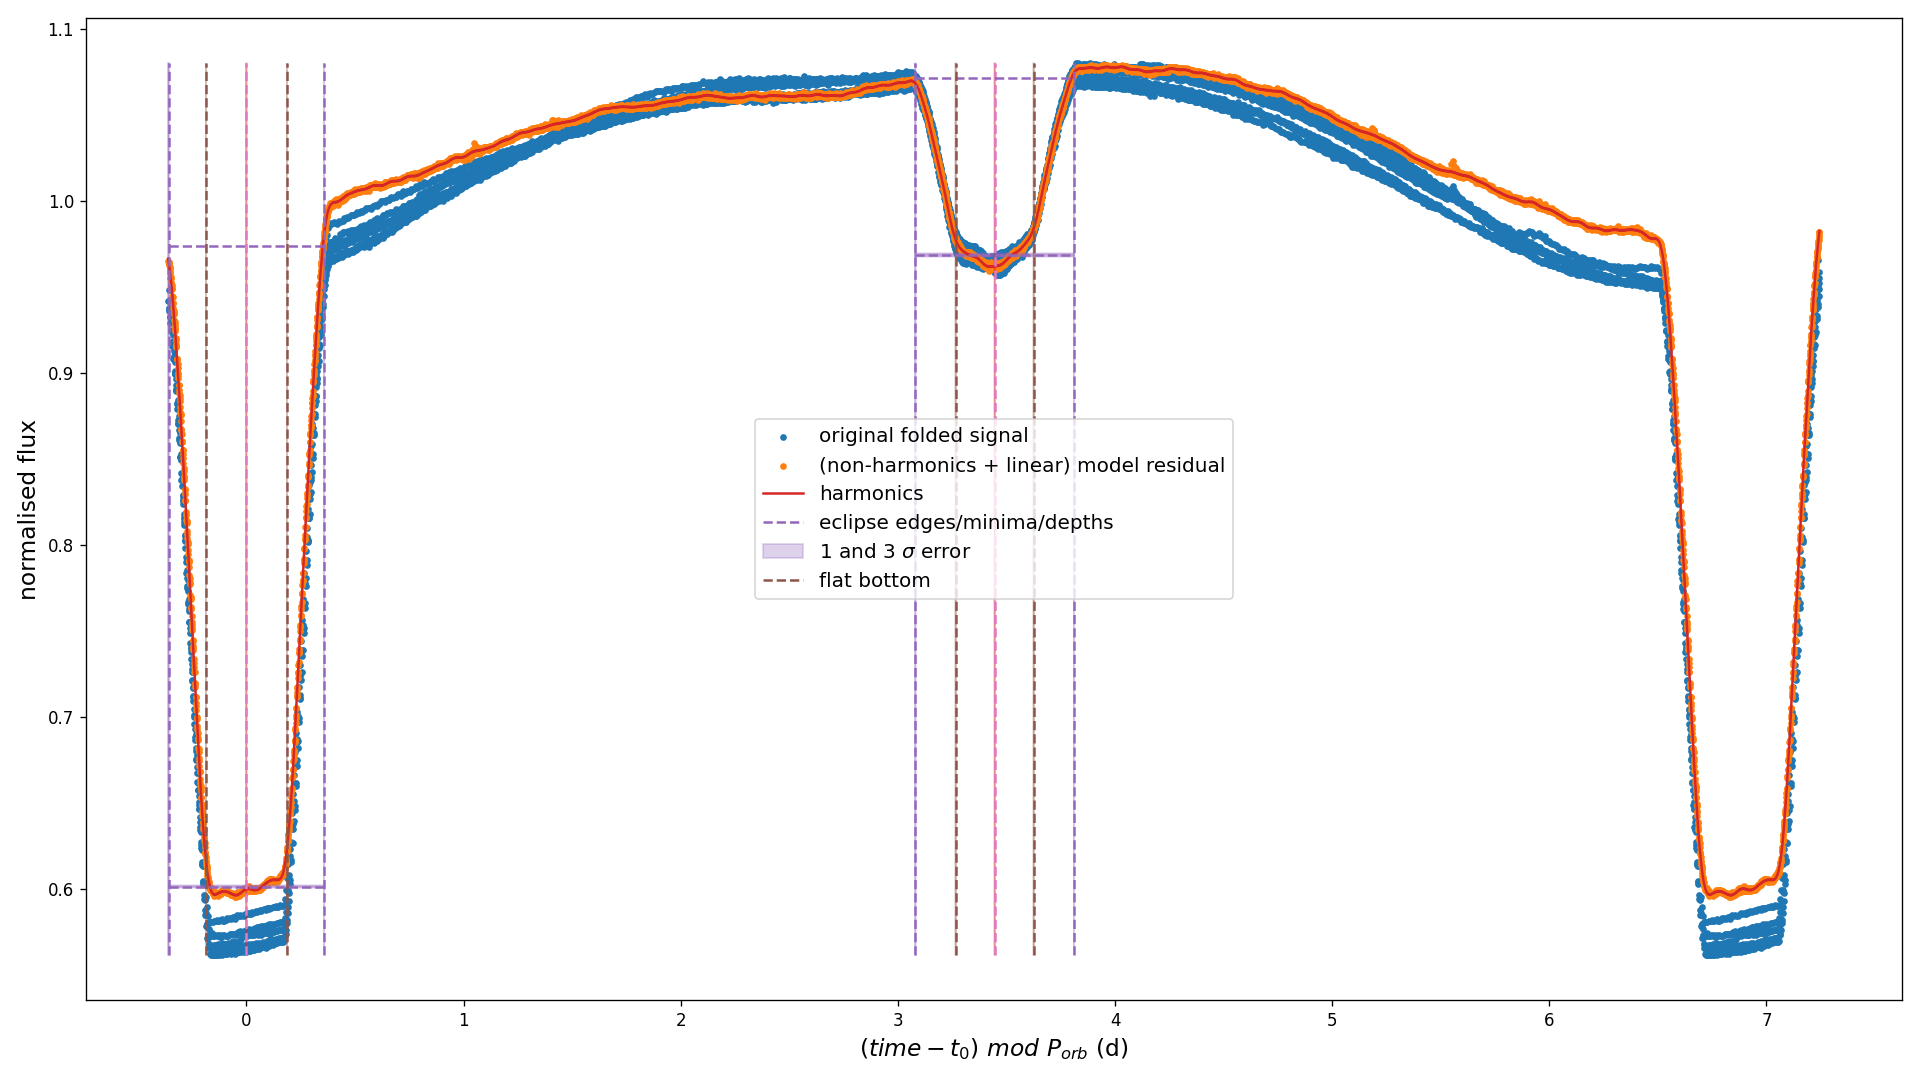 1.1
1.0
0.9
0.8
0.7
0.6
normalised flux
original folded signal
(non-harmonics + linear) model residual
harmonics
eclipse edges/minima/depths
1 and 3 σ error
flat bottom
0 1 2 3 4 5 6 7
(time − t₀) mod Pₒᵣb (d)